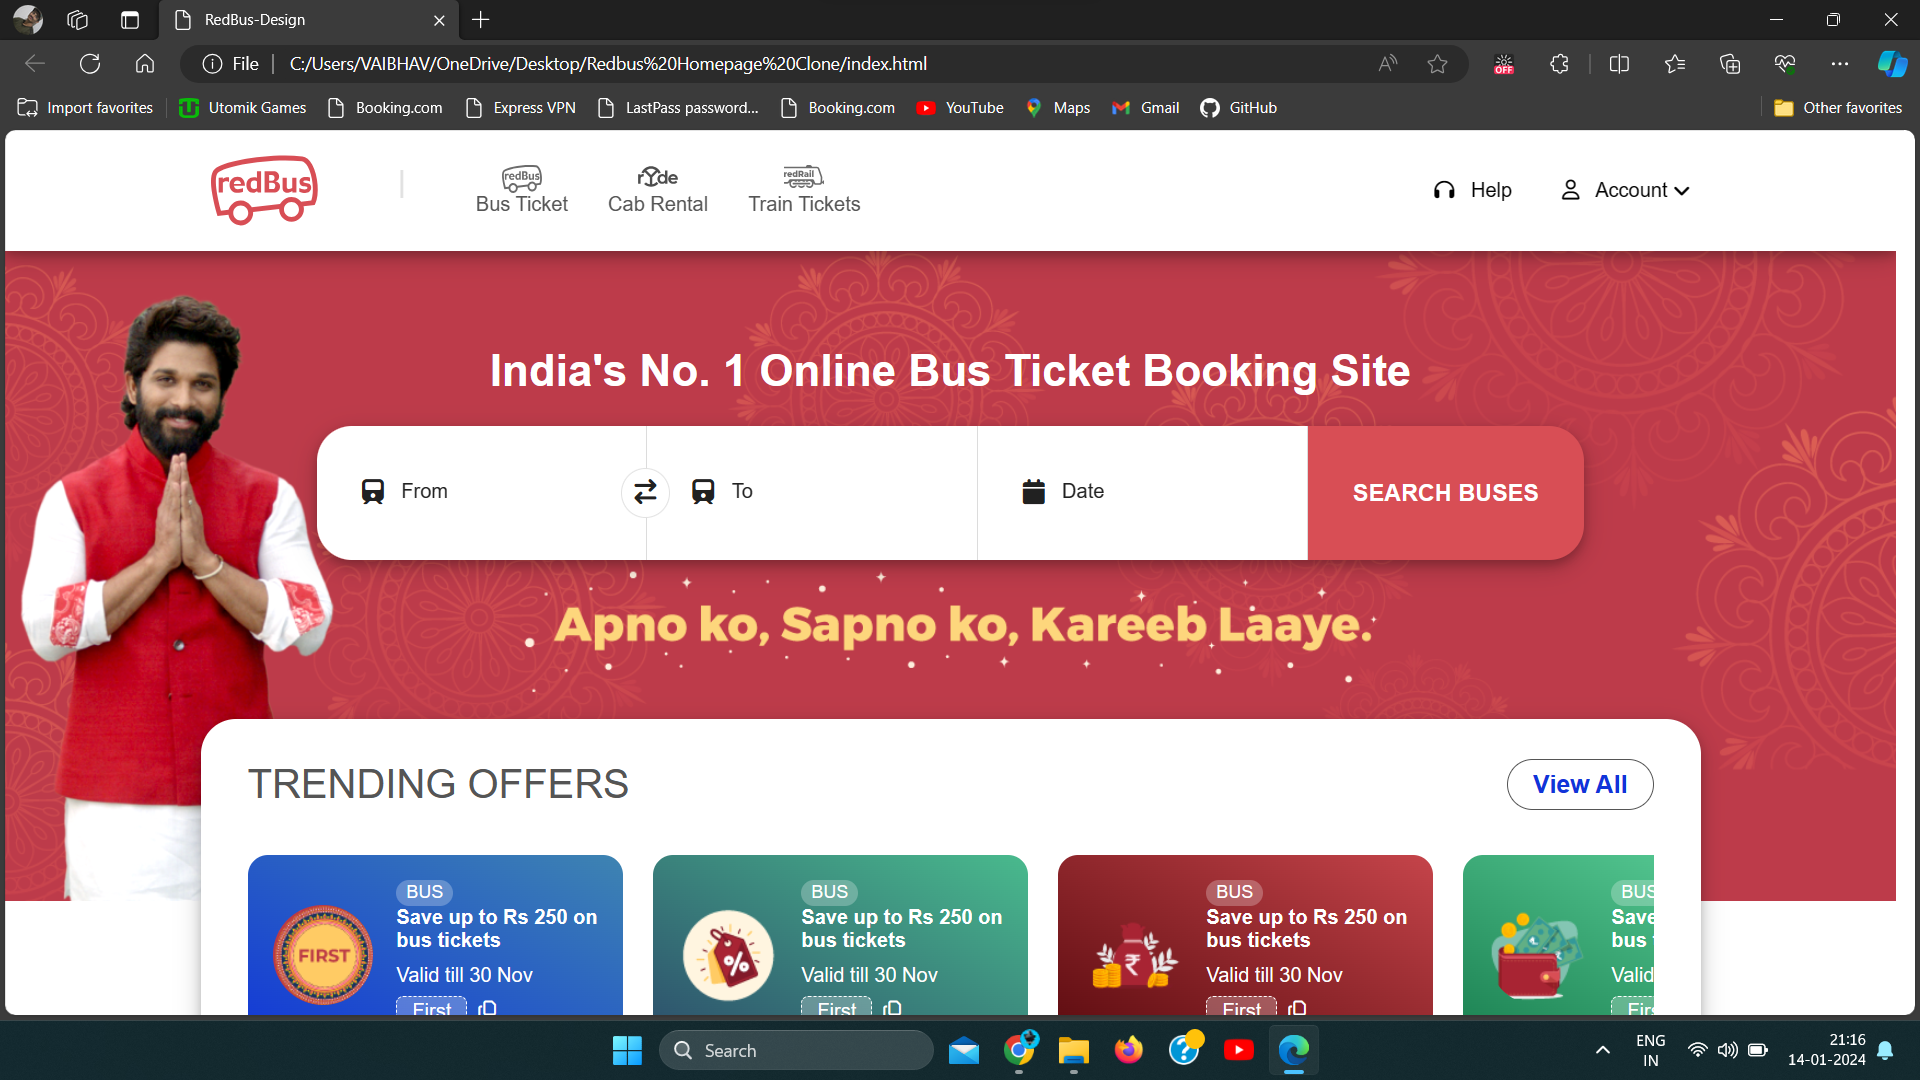 RedBus-Design
File
C:/Users/VAIBHAV/OneDrive/Desktop/Redbus%20Homepage%20Clone/index.html
OFF
Import favorites
Utomik Games
Booking.com
Express VPN
LastPass password...
Booking.com
YouTube
Maps
Gmail
GitHub
Other favorites
redBus
redBus
Bus Ticket
rYde
Cab Rental
redRail
Train Tickets
Help
Account
India's No. 1 Online Bus Ticket Booking Site
From
To
Date
SEARCH BUSES
Apno ko, Sapno ko, Kareeb Laaye.
TRENDING OFFERS
View All
FIRST
BUS
Save up to Rs 250 on
bus tickets
Valid till 30 Nov
First
%
BUS
Save up to Rs 250 on
bus tickets
Valid till 30 Nov
First
₹
BUS
Save up to Rs 250 on
bus tickets
Valid till 30 Nov
First
BUS
Save
bus
Valid
Firs
Search
ENG
IN
21:16
14-01-2024